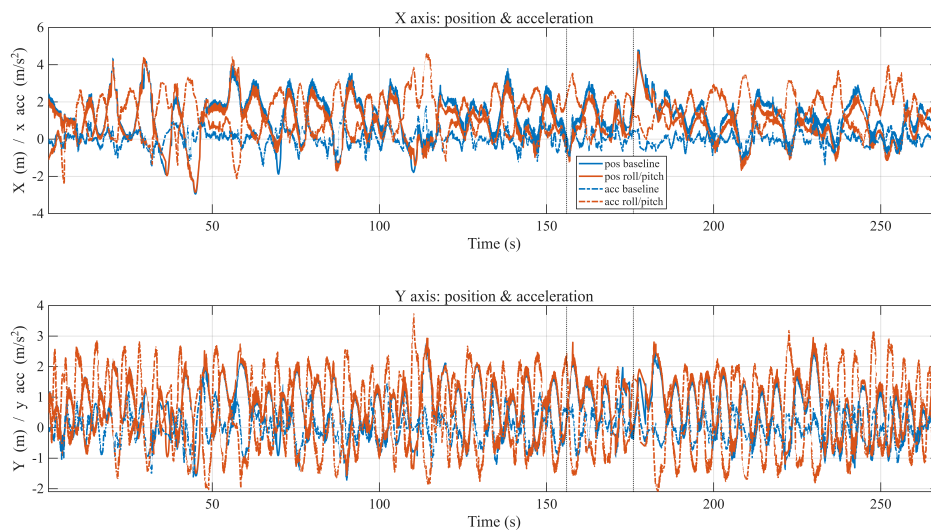 X axis: position & acceleration
X (m) / x acc (m/s²)
6
4
2
0
-2
-4
50
100
150
200
250
Time (s)
pos baseline
pos roll/pitch
acc baseline
acc roll/pitch
Y axis: position & acceleration
Y (m) / y acc (m/s²)
4
3
2
1
0
-1
-2
50
100
150
200
250
Time (s)